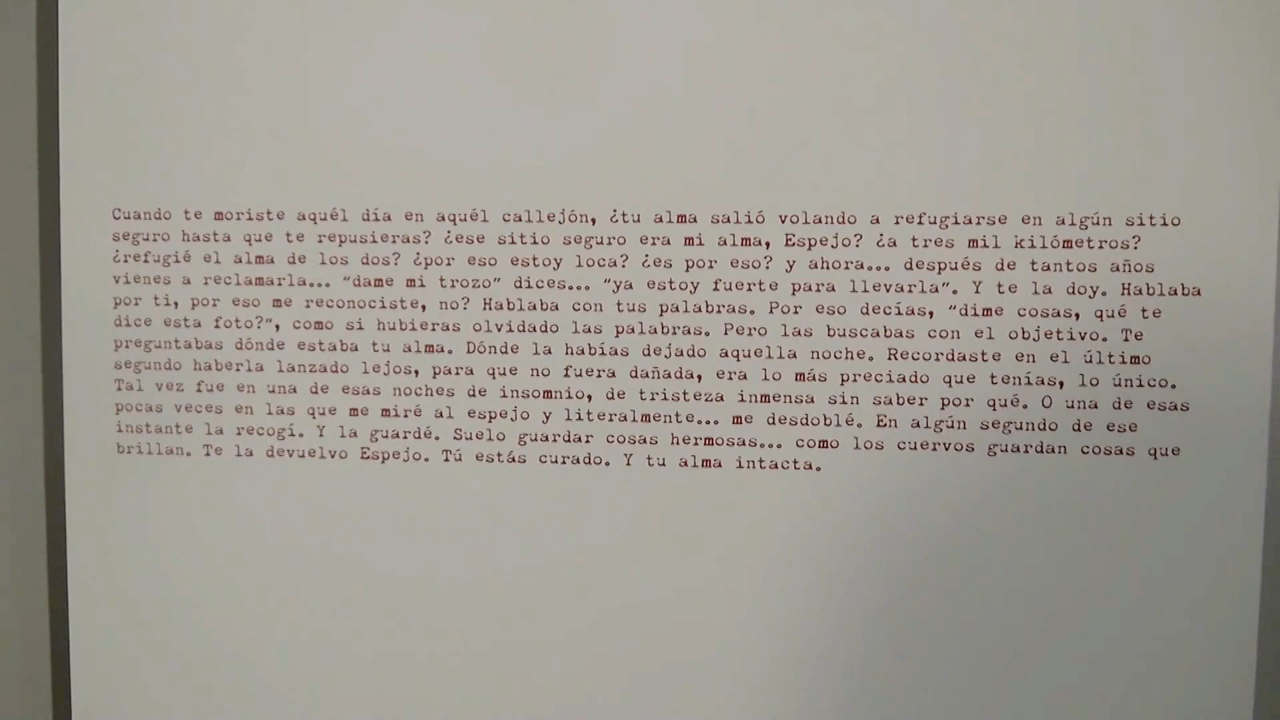 Cuando te moriste aquél día en aquél callejón, ¿tu alma salió volando a refugiarse en algún sitio
seguro hasta que te repusieras? ¿ese sitio seguro era mi alma, Espejo? ¿a tres mil kilómetros?
¿refugié el alma de los dos? ¿por eso estoy loca? ¿es por eso? y ahora... después de tantos años
vienes a reclamarla... “dame mi trozo” dices... “ya estoy fuerte para llevarla”. Y te la doy. Hablaba
por ti, por eso me reconociste, no? Hablaba con tus palabras. Por eso decías, “dime cosas, qué te
dice esta foto?”, como si hubieras olvidado las palabras. Pero las buscabas con el objetivo. Te
preguntabas dónde estaba tu alma. Dónde la habías dejado aquella noche. Recordaste en el último
segundo haberla lanzado lejos, para que no fuera dañada, era lo más preciado que tenías, lo único.
Tal vez fue en una de esas noches de insomnio, de tristeza inmensa sin saber por qué. O una de esas
pocas veces en las que me miré al espejo y literalmente... me desdoblé. En algún segundo de ese
instante la recogí. Y la guardé. Suelo guardar cosas hermosas... como los cuervos guardan cosas que
brillan. Te la devuelvo Espejo. Tú estás curado. Y tu alma intacta.